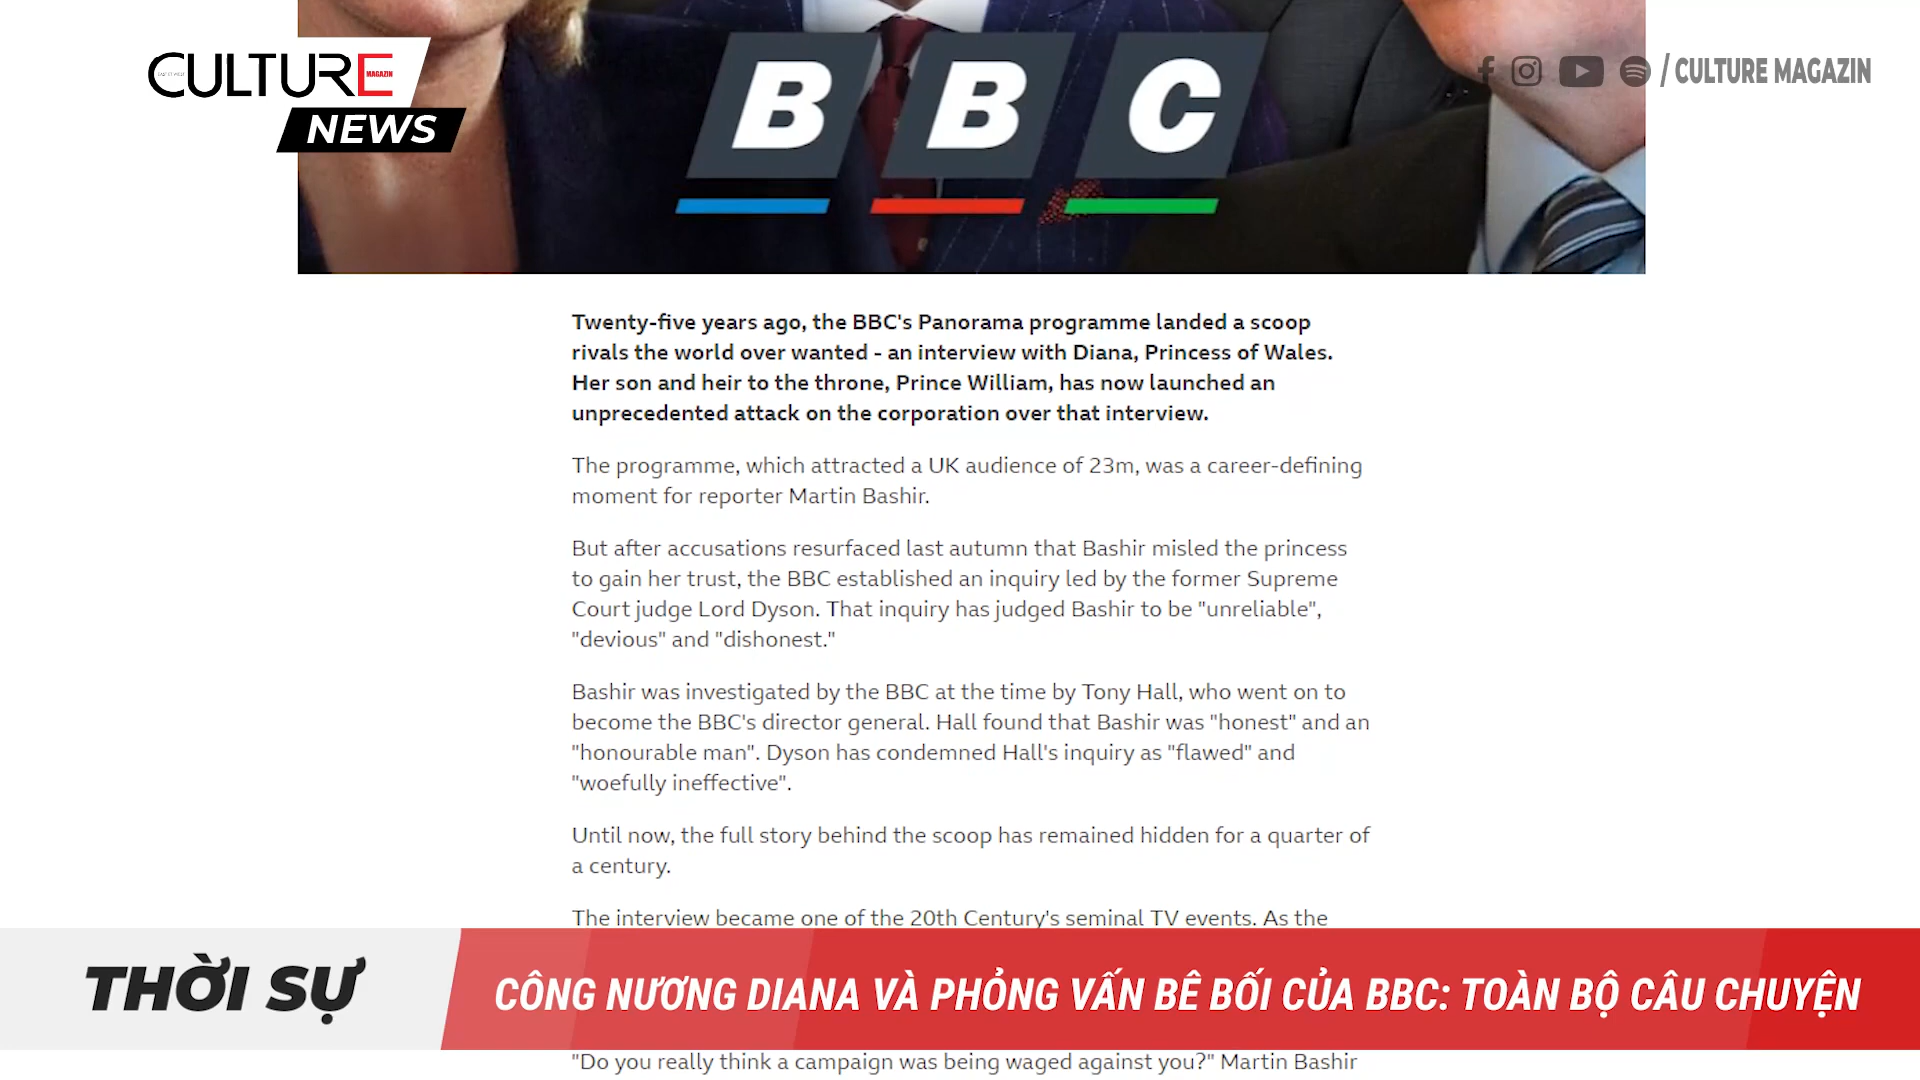 CULTURE
MAGAZIN
NEWS
/ CULTURE MAGAZIN
BBC
Twenty-five years ago, the BBC's Panorama programme landed a scoop
rivals the world over wanted - an interview with Diana, Princess of Wales.
Her son and heir to the throne, Prince William, has now launched an
unprecedented attack on the corporation over that interview.
The programme, which attracted a UK audience of 23m, was a career-defining
moment for reporter Martin Bashir.
But after accusations resurfaced last autumn that Bashir misled the princess
to gain her trust, the BBC established an inquiry led by the former Supreme
Court judge Lord Dyson. That inquiry has judged Bashir to be "unreliable",
"devious" and "dishonest."
Bashir was investigated by the BBC at the time by Tony Hall, who went on to
become the BBC's director general. Hall found that Bashir was "honest" and an
"honourable man". Dyson has condemned Hall's inquiry as "flawed" and
"woefully ineffective".
Until now, the full story behind the scoop has remained hidden for a quarter of
a century.
The interview became one of the 20th Century's seminal TV events. As the
THỜI SỰ
CÔNG NƯƠNG DIANA VÀ PHỎNG VẤN BÊ BỐI CỦA BBC: TOÀN BỘ CÂU CHUYỆN
"Do you really think a campaign was being waged against you?" Martin Bashir